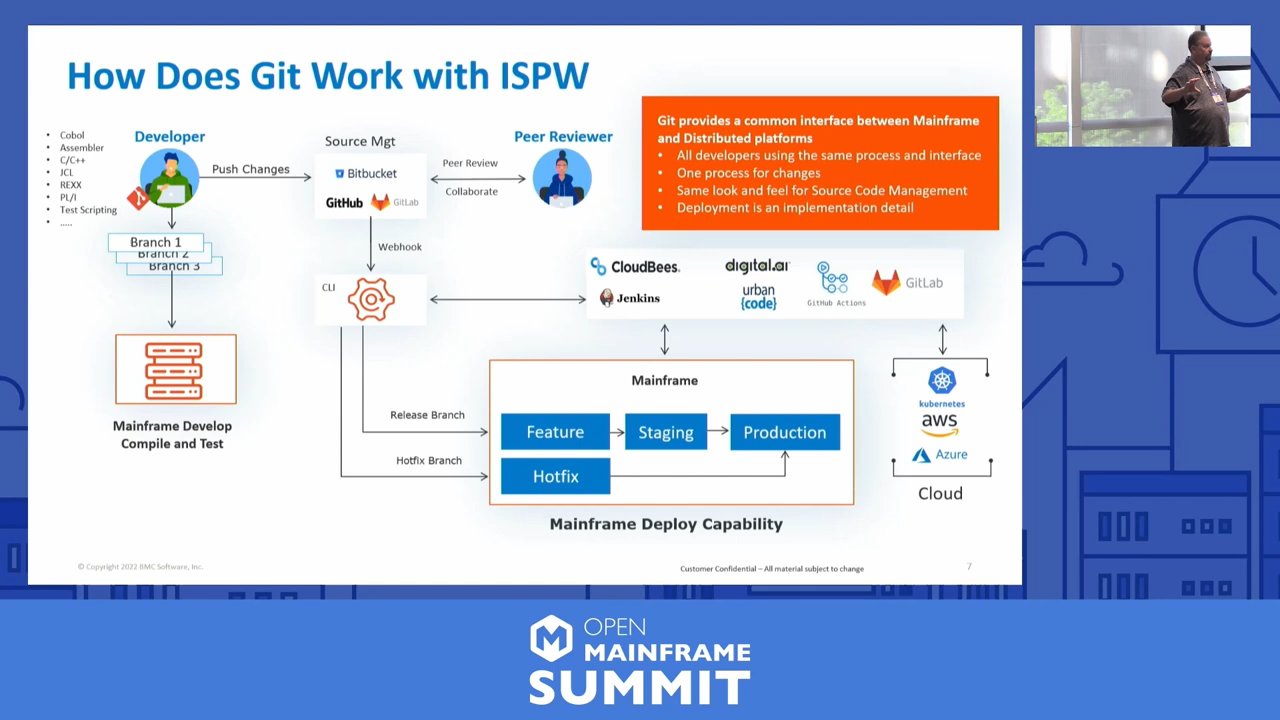 How Does Git Work with ISPW
• Cobol
• Assembler
• C/C++
• JCL
• REXX
• PL/I
• Test Scripting
• .....
Developer
Push Changes
Source Mgt
Bitbucket
GitHub
GitLab
Peer Review
Collaborate
Peer Reviewer
Git provides a common interface between Mainframe
and Distributed platforms
• All developers using the same process and interface
• One process for changes
• Same look and feel for Source Code Management
• Deployment is an implementation detail
Branch 1
Branch 2
Branch 3
Webhook
CLI
CloudBees.
Jenkins
digital.ai
urban
{code}
GitHub Actions
GitLab
Mainframe Develop
Compile and Test
Release Branch
Hotfix Branch
Mainframe
Feature
Staging
Production
Hotfix
Mainframe Deploy Capability
kubernetes
aws
Azure
Cloud
© Copyright 2022 BMC Software, Inc.
Customer Confidential – All material subject to change
7
OPEN
MAINFRAME
SUMMIT